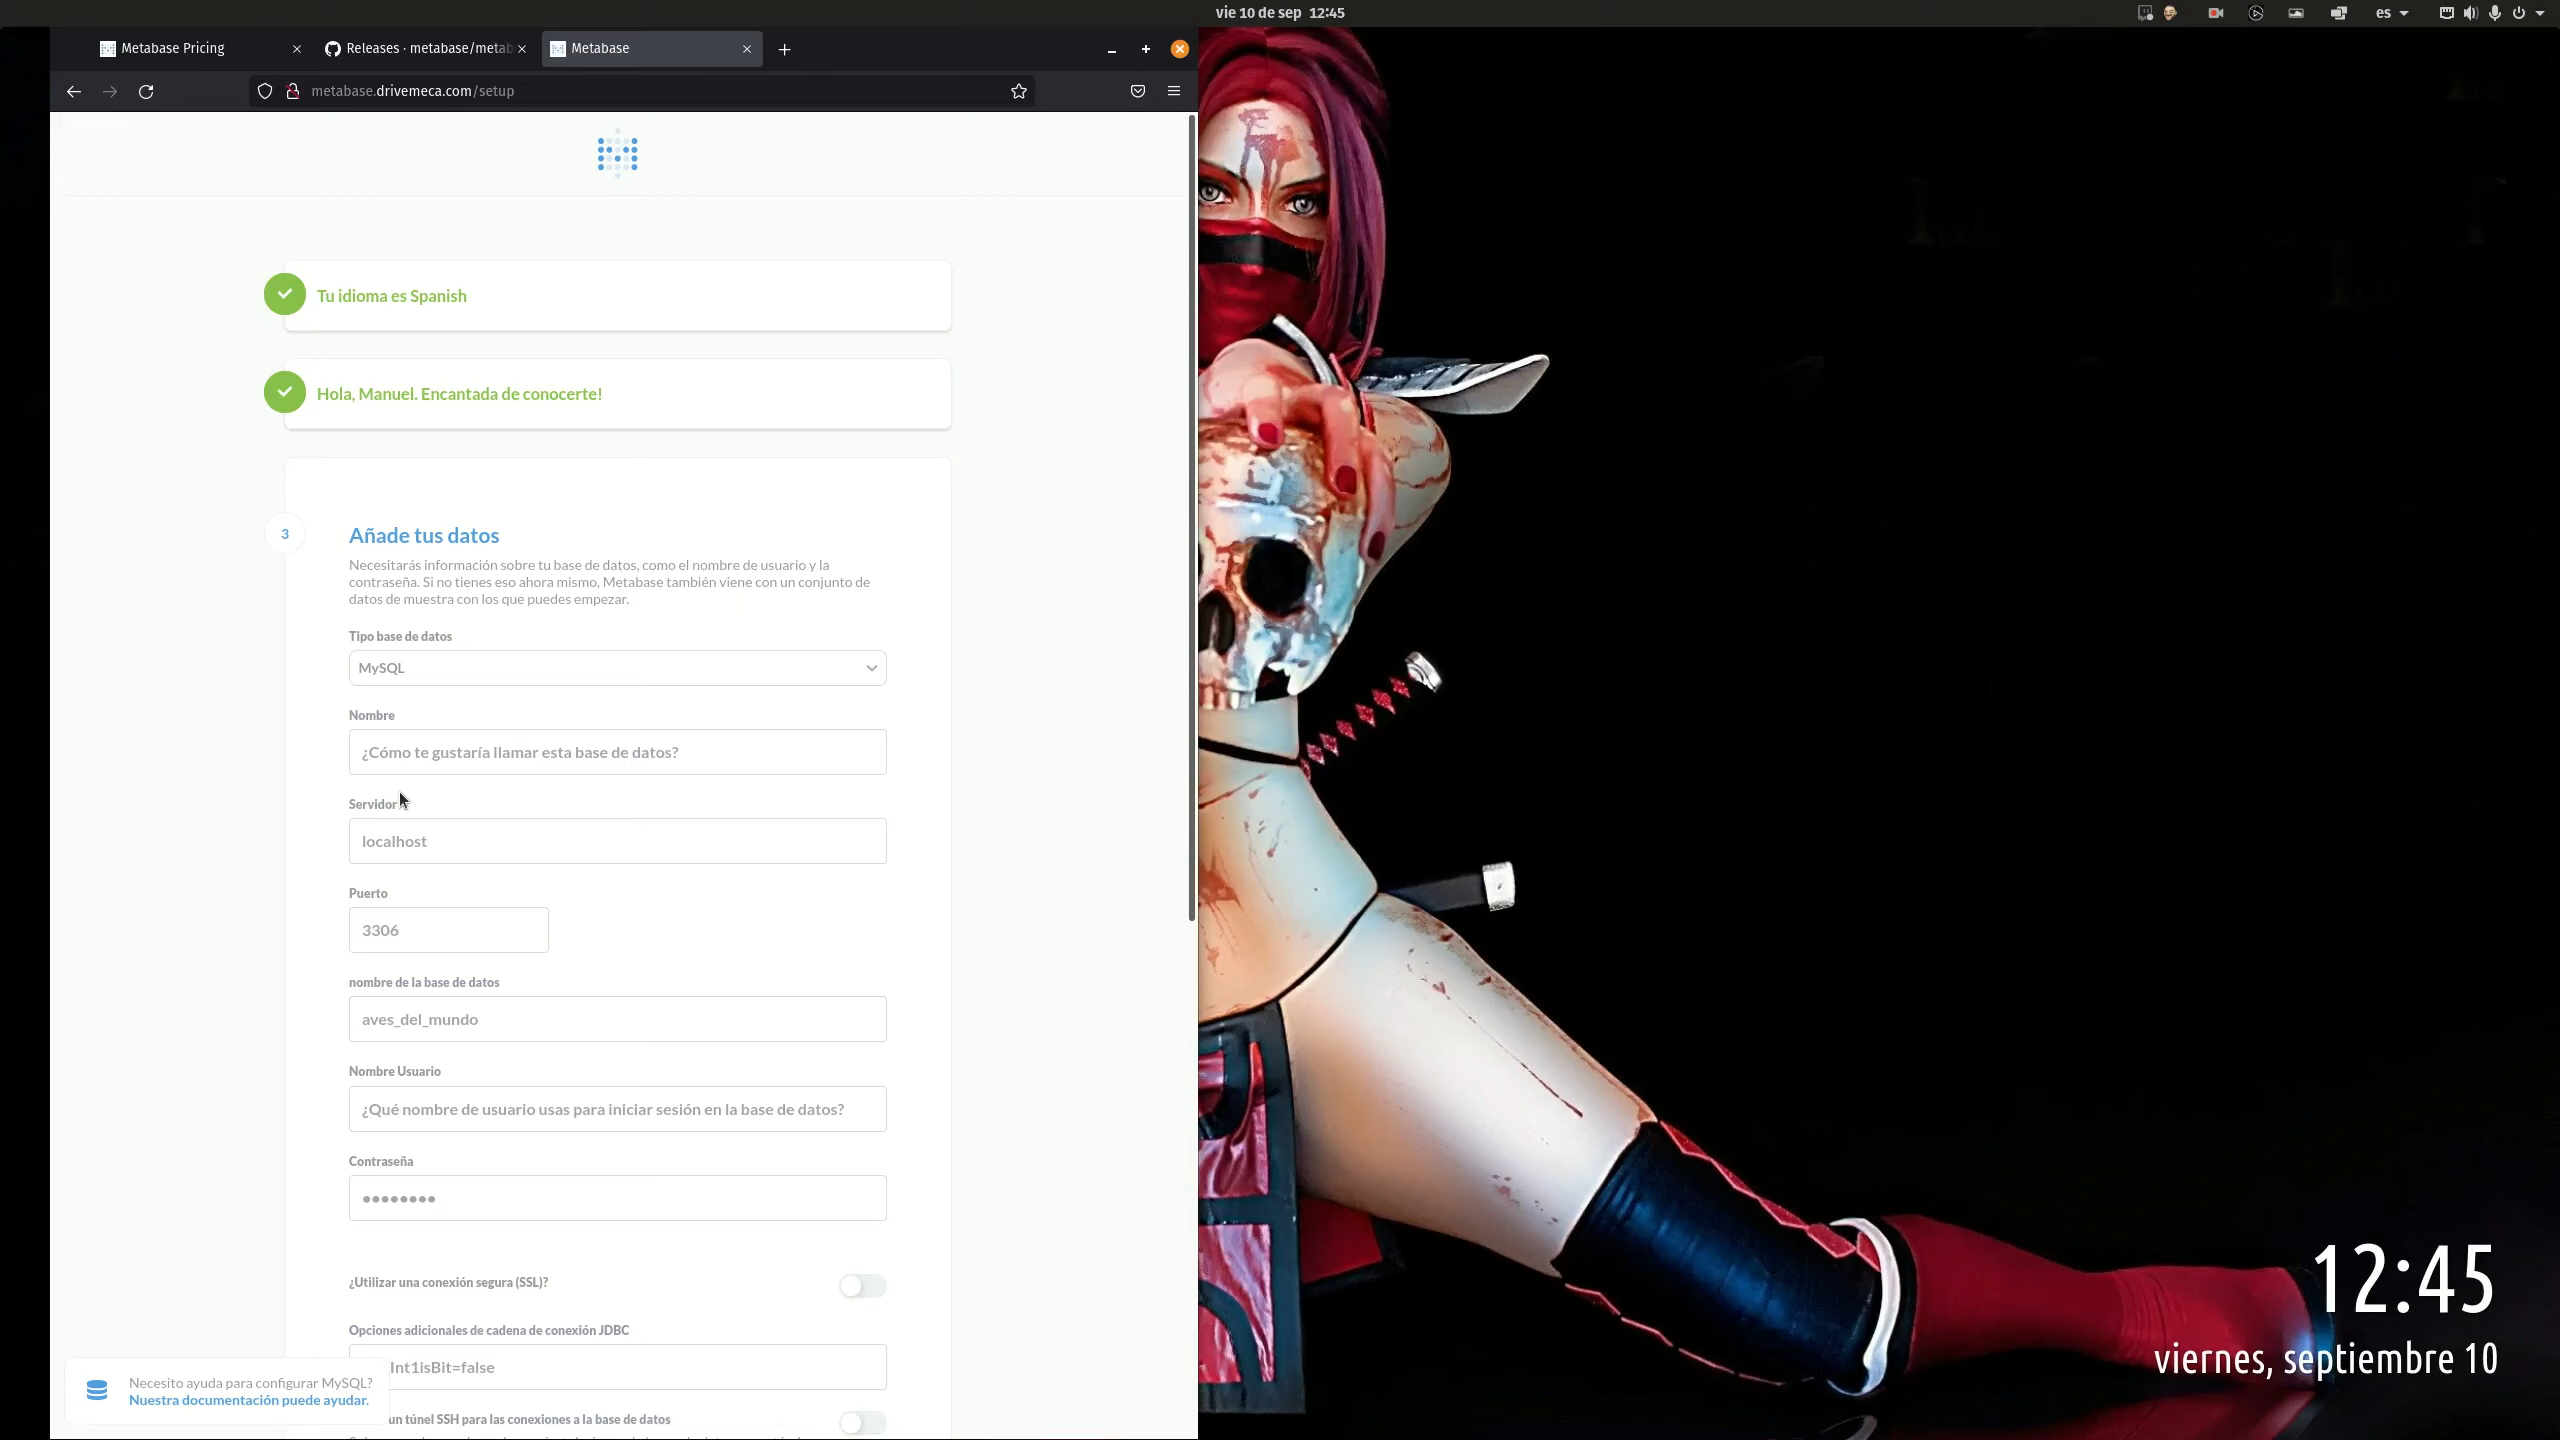 vie 10 de sep 12:45
es
Metabase Pricing
Releases · metabase/metab
Metabase
metabase.drivemeca.com/setup
Tu idioma es Spanish
Hola, Manuel. Encantada de conocerte!
3
Añade tus datos
Necesitarás información sobre tu base de datos, como el nombre de usuario y la
contraseña. Si no tienes eso ahora mismo, Metabase también viene con un conjunto de
datos de muestra con los que puedes empezar.
Tipo base de datos
MySQL
Nombre
¿Cómo te gustaría llamar esta base de datos?
Servidor
localhost
Puerto
3306
nombre de la base de datos
aves_del_mundo
Nombre Usuario
¿Qué nombre de usuario usas para iniciar sesión en la base de datos?
Contraseña
••••••••
¿Utilizar una conexión segura (SSL)?
Opciones adicionales de cadena de conexión JDBC
Int1isBit=false
Necesito ayuda para configurar MySQL?
Nuestra documentación puede ayudar.
un túnel SSH para las conexiones a la base de datos
12:45
viernes, septiembre 10